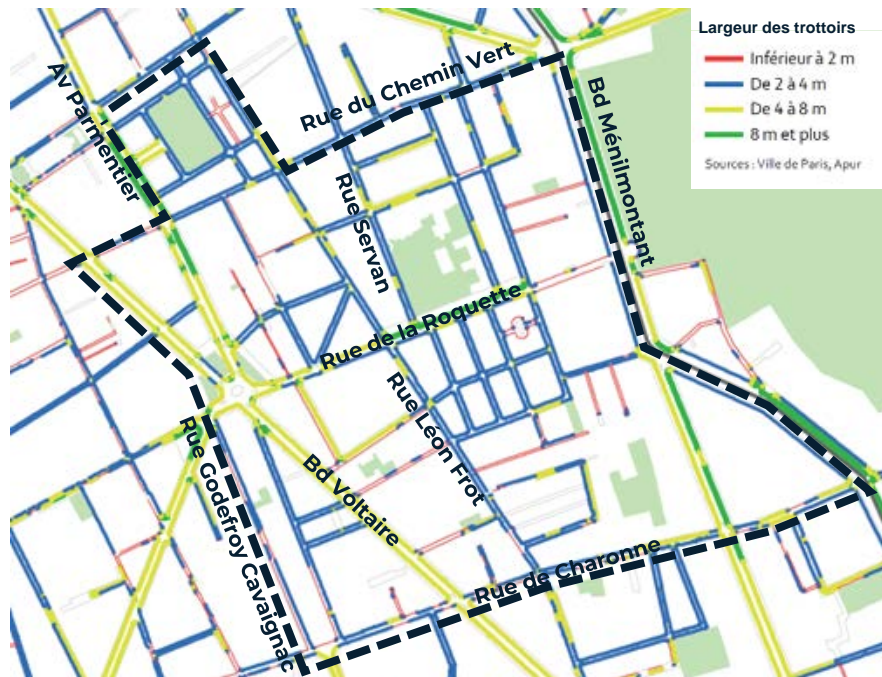 Largeur des trottoirs
Inférieur à 2 m
De 2 à 4 m
De 4 à 8 m
8 m et plus
Sources : Ville de Paris, Apur
Av Parmentier
Rue du Chemin Vert
Bd Ménilmontant
Rue Servan
Rue de la Roquette
Rue Léon Frot
Rue Godefroy Cavaignac
Bd Voltaire
Rue de Charonne